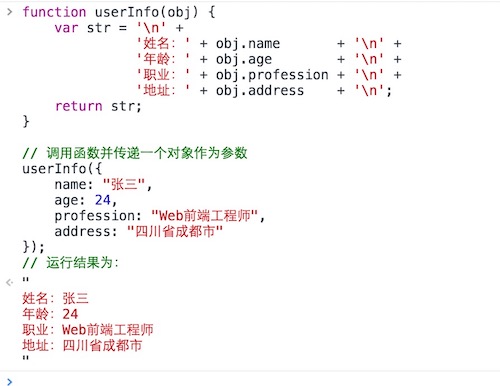 function userInfo(obj) {
    var str = '\n' +
              '姓名：' + obj.name       + '\n' +
              '年龄：' + obj.age        + '\n' +
              '职业：' + obj.profession + '\n' +
              '地址：' + obj.address    + '\n';
    return str;
}
// 调用函数并传递一个对象作为参数
userInfo({
    name: "张三",
    age: 24,
    profession: "Web前端工程师",
    address: "四川省成都市"
});
// 运行结果为：
"
姓名：张三
年龄：24
职业：Web前端工程师
地址：四川省成都市
"